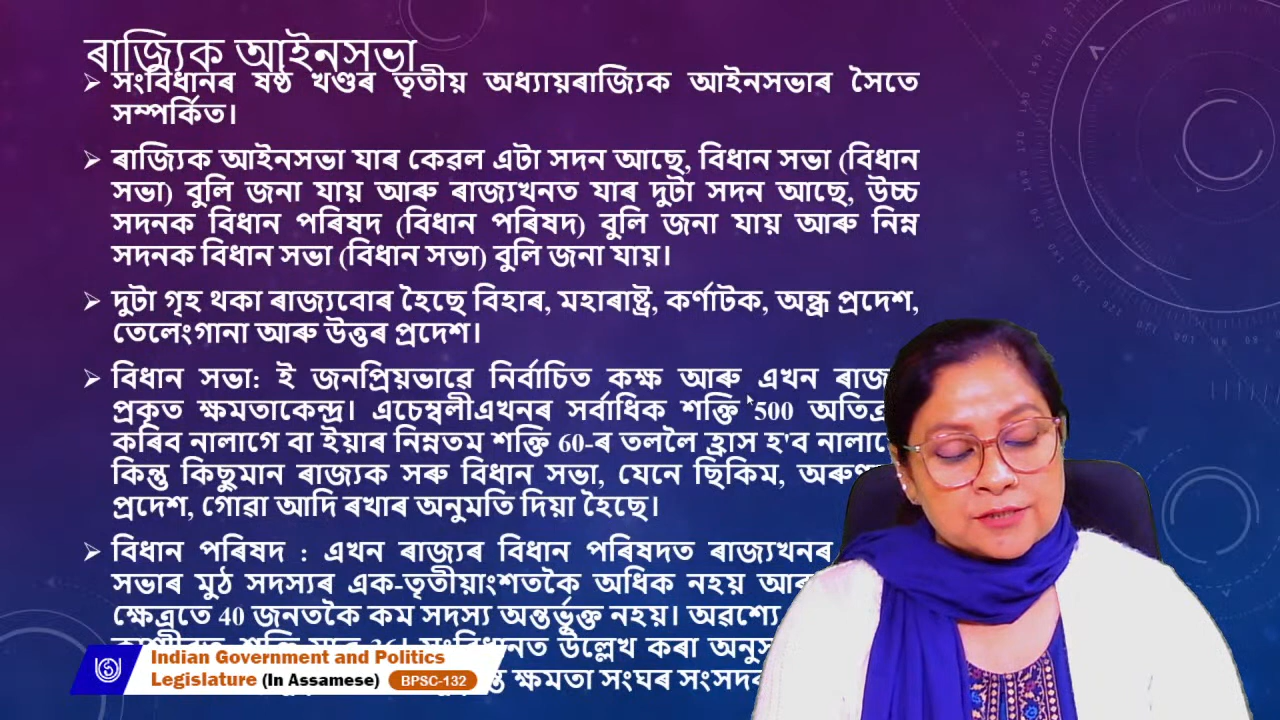 ৰাজ্যিক আইনসভা
➢ সংবিধানৰ ষষ্ঠ খণ্ডৰ তৃতীয় অধ্যায়ৰাজ্যিক আইনসভাৰ সৈতে
সম্পৰ্কিত।
➢ ৰাজ্যিক আইনসভা যাৰ কেৱল এটা সদন আছে, বিধান সভা (বিধান
সভা) বুলি জনা যায় আৰু ৰাজ্যখনত যাৰ দুটা সদন আছে, উচ্চ
সদনক বিধান পৰিষদ (বিধান পৰিষদ) বুলি জনা যায় আৰু নিম্ন
সদনক বিধান সভা (বিধান সভা) বুলি জনা যায়।
➢ দুটা গৃহ থকা ৰাজ্যবোৰ হৈছে বিহাৰ, মহাৰাষ্ট্ৰ, কৰ্ণাটক, অন্ধ্ৰ প্ৰদেশ,
তেলেংগানা আৰু উত্তৰ প্ৰদেশ।
➢ বিধান সভা: ই জনপ্ৰিয়ভাৱে নিৰ্বাচিত কক্ষ আৰু এখন
প্ৰকৃত ক্ষমতাকেন্দ্ৰ। এচেম্বলীএখনৰ সৰ্বাধিক শক্তি 500
কৰিব নালাগে বা ইয়াৰ নিম্নতম শক্তি 60-ৰ তললৈ হ্ৰাস হ'ব
কিন্তু কিছুমান ৰাজ্যক সৰু বিধান সভা, যেনে ছিকিম,
প্ৰদেশ, গোৱা আদি ৰখাৰ অনুমতি দিয়া হৈছে।
➢ বিধান পৰিষদ : এখন ৰাজ্যৰ বিধান পৰিষদত ৰাজ্যখনৰ
সভাৰ মুঠ সদস্যৰ এক-তৃতীয়াংশতকৈ অধিক নহয়
ক্ষেত্ৰতে 40 জনতকৈ কম সদস্য অন্তৰ্ভুক্ত নহয়। অৱশ্যে
উল্লেখ কৰা
ক্ষমতা সংঘৰ
Indian Government and Politics
Legislature (In Assamese) BPSC-132